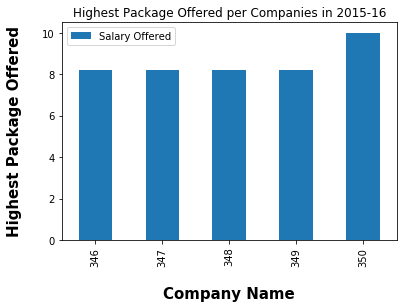 Highest Package Offered per Companies in 2015-16
Salary Offered
Highest Package Offered
10
8
6
4
2
0
346
347
348
349
350
Company Name